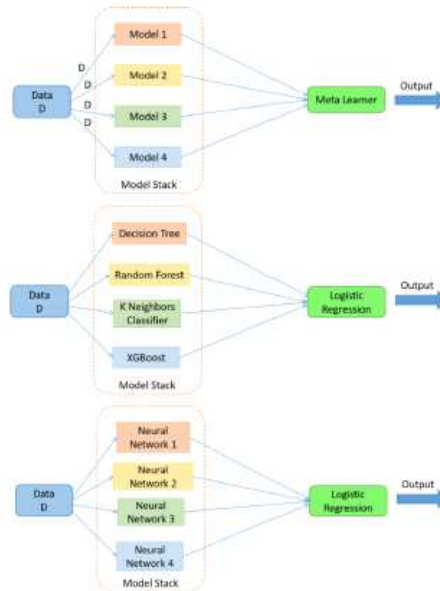 Model 1
D
Model 2
D
Data
D
D
Model 3
D
Model 4
Model Stack
Meta Learner
Output
Decision Tree
Random Forest
Data
D
K Neighbors
Classifier
XGBoost
Model Stack
Logistic
Regression
Output
Neural
Network 1
Neural
Network 2
Data
D
Neural
Network 3
Neural
Network 4
Model Stack
Logistic
Regression
Output